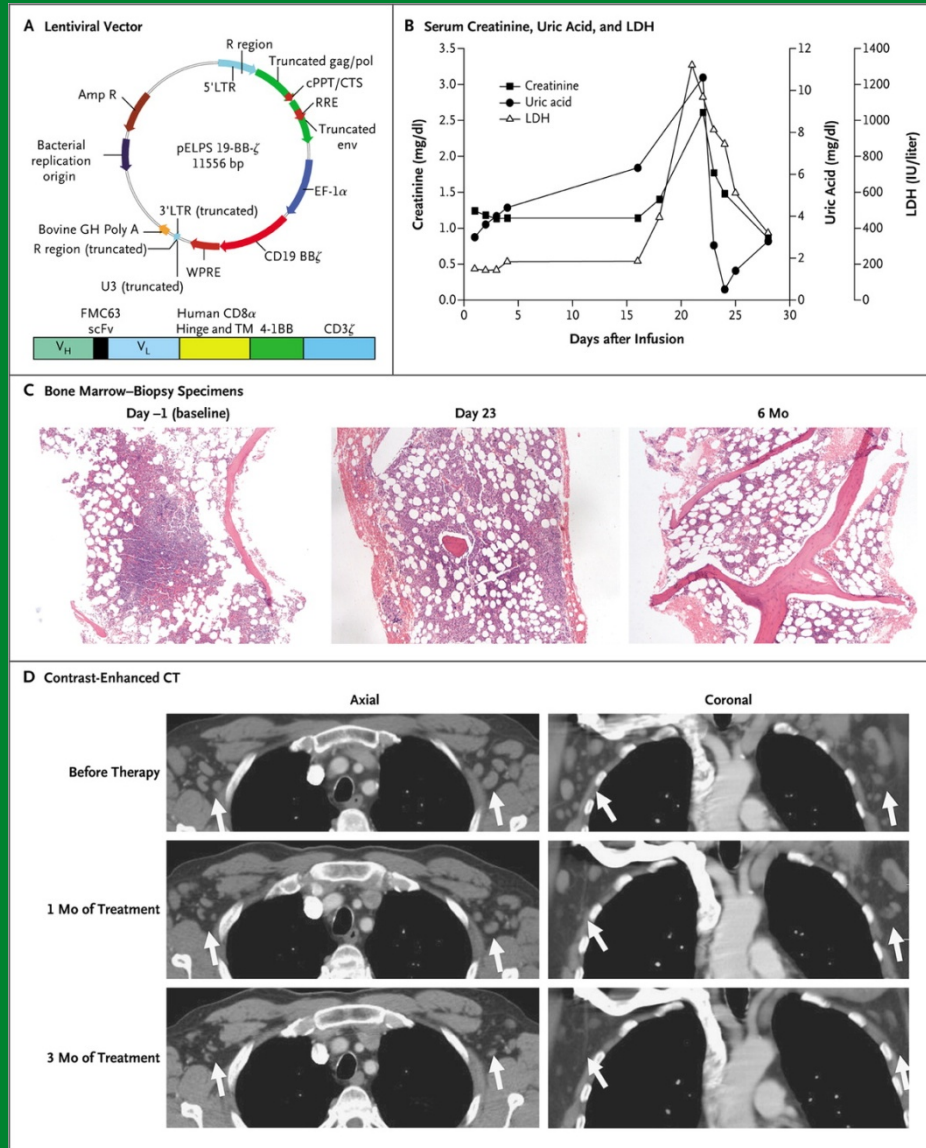 A Lentiviral Vector
R region
Truncated gag/pol
5'LTR
cPPT/CTS
RRE
Truncated
env
Amp R
pELPS 19-BB-ζ
11556 bp
Bacterial
replication
origin
EF-1α
3'LTR (truncated)
Bovine GH Poly A
R region (truncated)
CD19 BBζ
WPRE
U3 (truncated)
FMC63
scFv
Human CD8α
Hinge and TM
4-1BB
CD3ζ
VH
VL
B Serum Creatinine, Uric Acid, and LDH
Creatinine (mg/dl)
3.5
3.0
2.5
2.0
1.5
1.0
0.5
0.0
Creatinine
Uric acid
LDH
0 5 10 15 20 25 30
Days after Infusion
12
10
8
6
4
2
0
Uric Acid (mg/dl)
1400
1200
1000
800
600
400
200
0
LDH (IU/liter)
C Bone Marrow–Biopsy Specimens
Day –1 (baseline)
Day 23
6 Mo
D Contrast-Enhanced CT
Axial
Coronal
Before Therapy
1 Mo of Treatment
3 Mo of Treatment